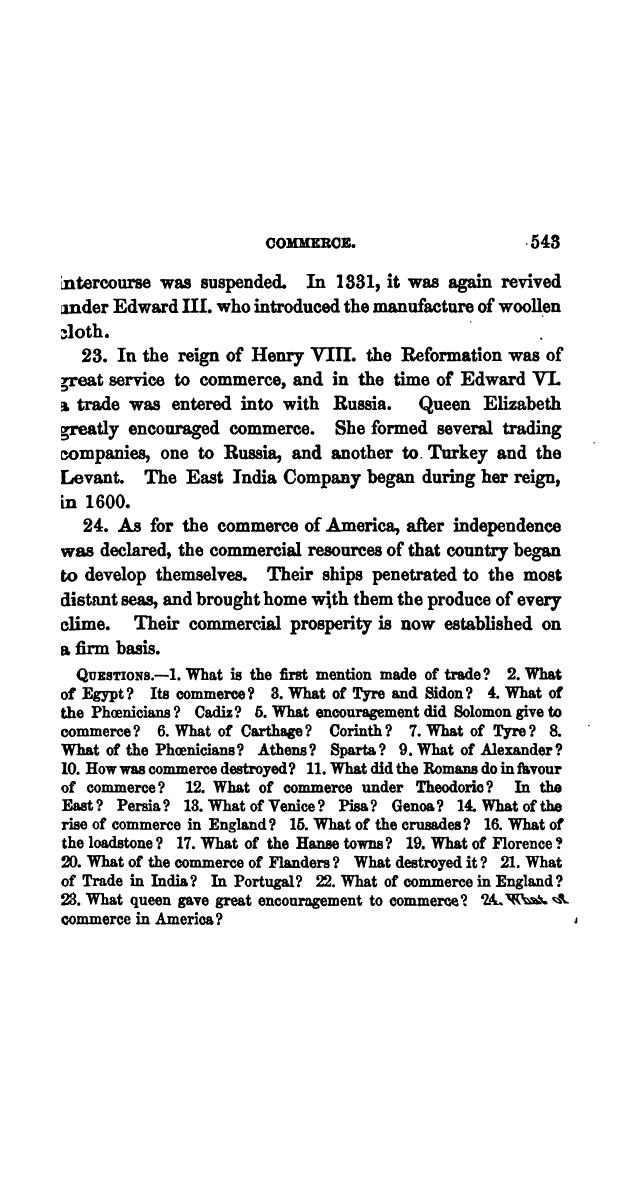 COMMERCE. 543
intercourse was suspended. In 1331, it was again revived
under Edward III. who introduced the manufacture of woollen
cloth.
23. In the reign of Henry VIII. the Reformation was of
great service to commerce, and in the time of Edward VI.
a trade was entered into with Russia. Queen Elizabeth
greatly encouraged commerce. She formed several trading
companies, one to Russia, and another to Turkey and the
Levant. The East India Company began during her reign,
in 1600.
24. As for the commerce of America, after independence
was declared, the commercial resources of that country began
to develop themselves. Their ships penetrated to the most
distant seas, and brought home with them the produce of every
clime. Their commercial prosperity is now established on
a firm basis.
QUESTIONS.—1. What is the first mention made of trade? 2. What
of Egypt? Its commerce? 3. What of Tyre and Sidon? 4. What of
the Phœnicians? Cadiz? 5. What encouragement did Solomon give to
commerce? 6. What of Carthage? Corinth? 7. What of Tyre? 8.
What of the Phœnicians? Athens? Sparta? 9. What of Alexander?
10. How was commerce destroyed? 11. What did the Romans do in favour
of commerce? 12. What of commerce under Theodoric? In the
East? Persia? 13. What of Venice? Pisa? Genoa? 14. What of the
rise of commerce in England? 15. What of the crusades? 16. What of
the loadstone? 17. What of the Hanse towns? 19. What of Florence?
20. What of the commerce of Flanders? What destroyed it? 21. What
of Trade in India? In Portugal? 22. What of commerce in England?
23. What queen gave great encouragement to commerce? 24. What of
commerce in America?